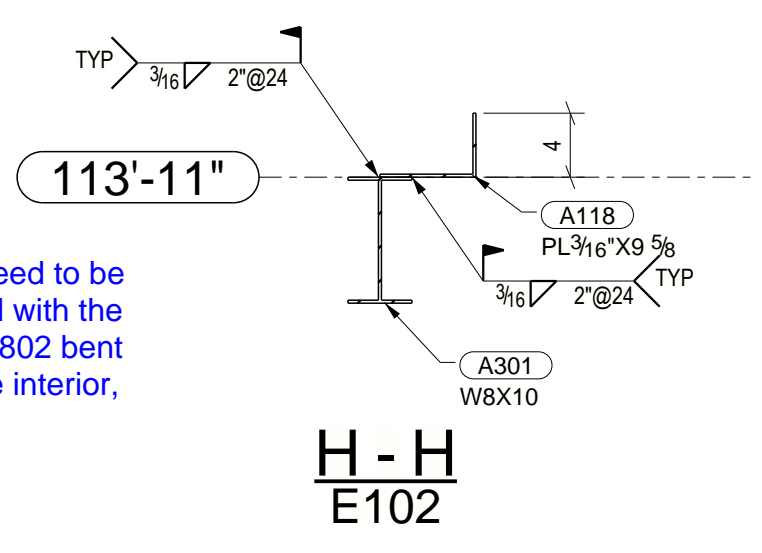 TYP
3/16
2"@24
113'-11"
4
A118
PL3/16"X9 5/8
3/16
2"@24
TYP
eed to be
with the
802 bent
interior,
A301
W8X10
H - H
E102